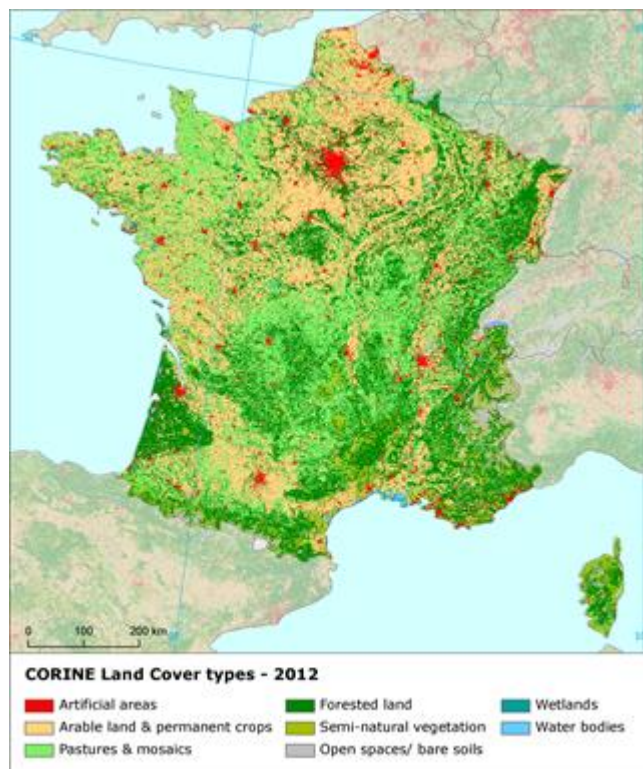 0 100 200 km
CORINE Land Cover types - 2012
Artificial areas
Forested land
Wetlands
Arable land & permanent crops
Semi-natural vegetation
Water bodies
Pastures & mosaics
Open spaces/ bare soils